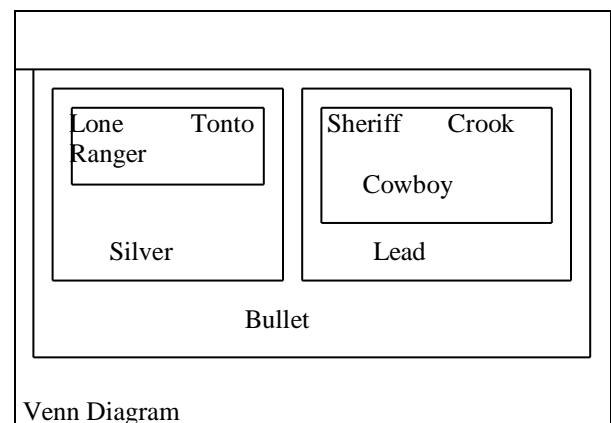 Lone Tonto Sheriff Crook
Ranger
Cowboy
Silver Lead
Bullet
Venn Diagram